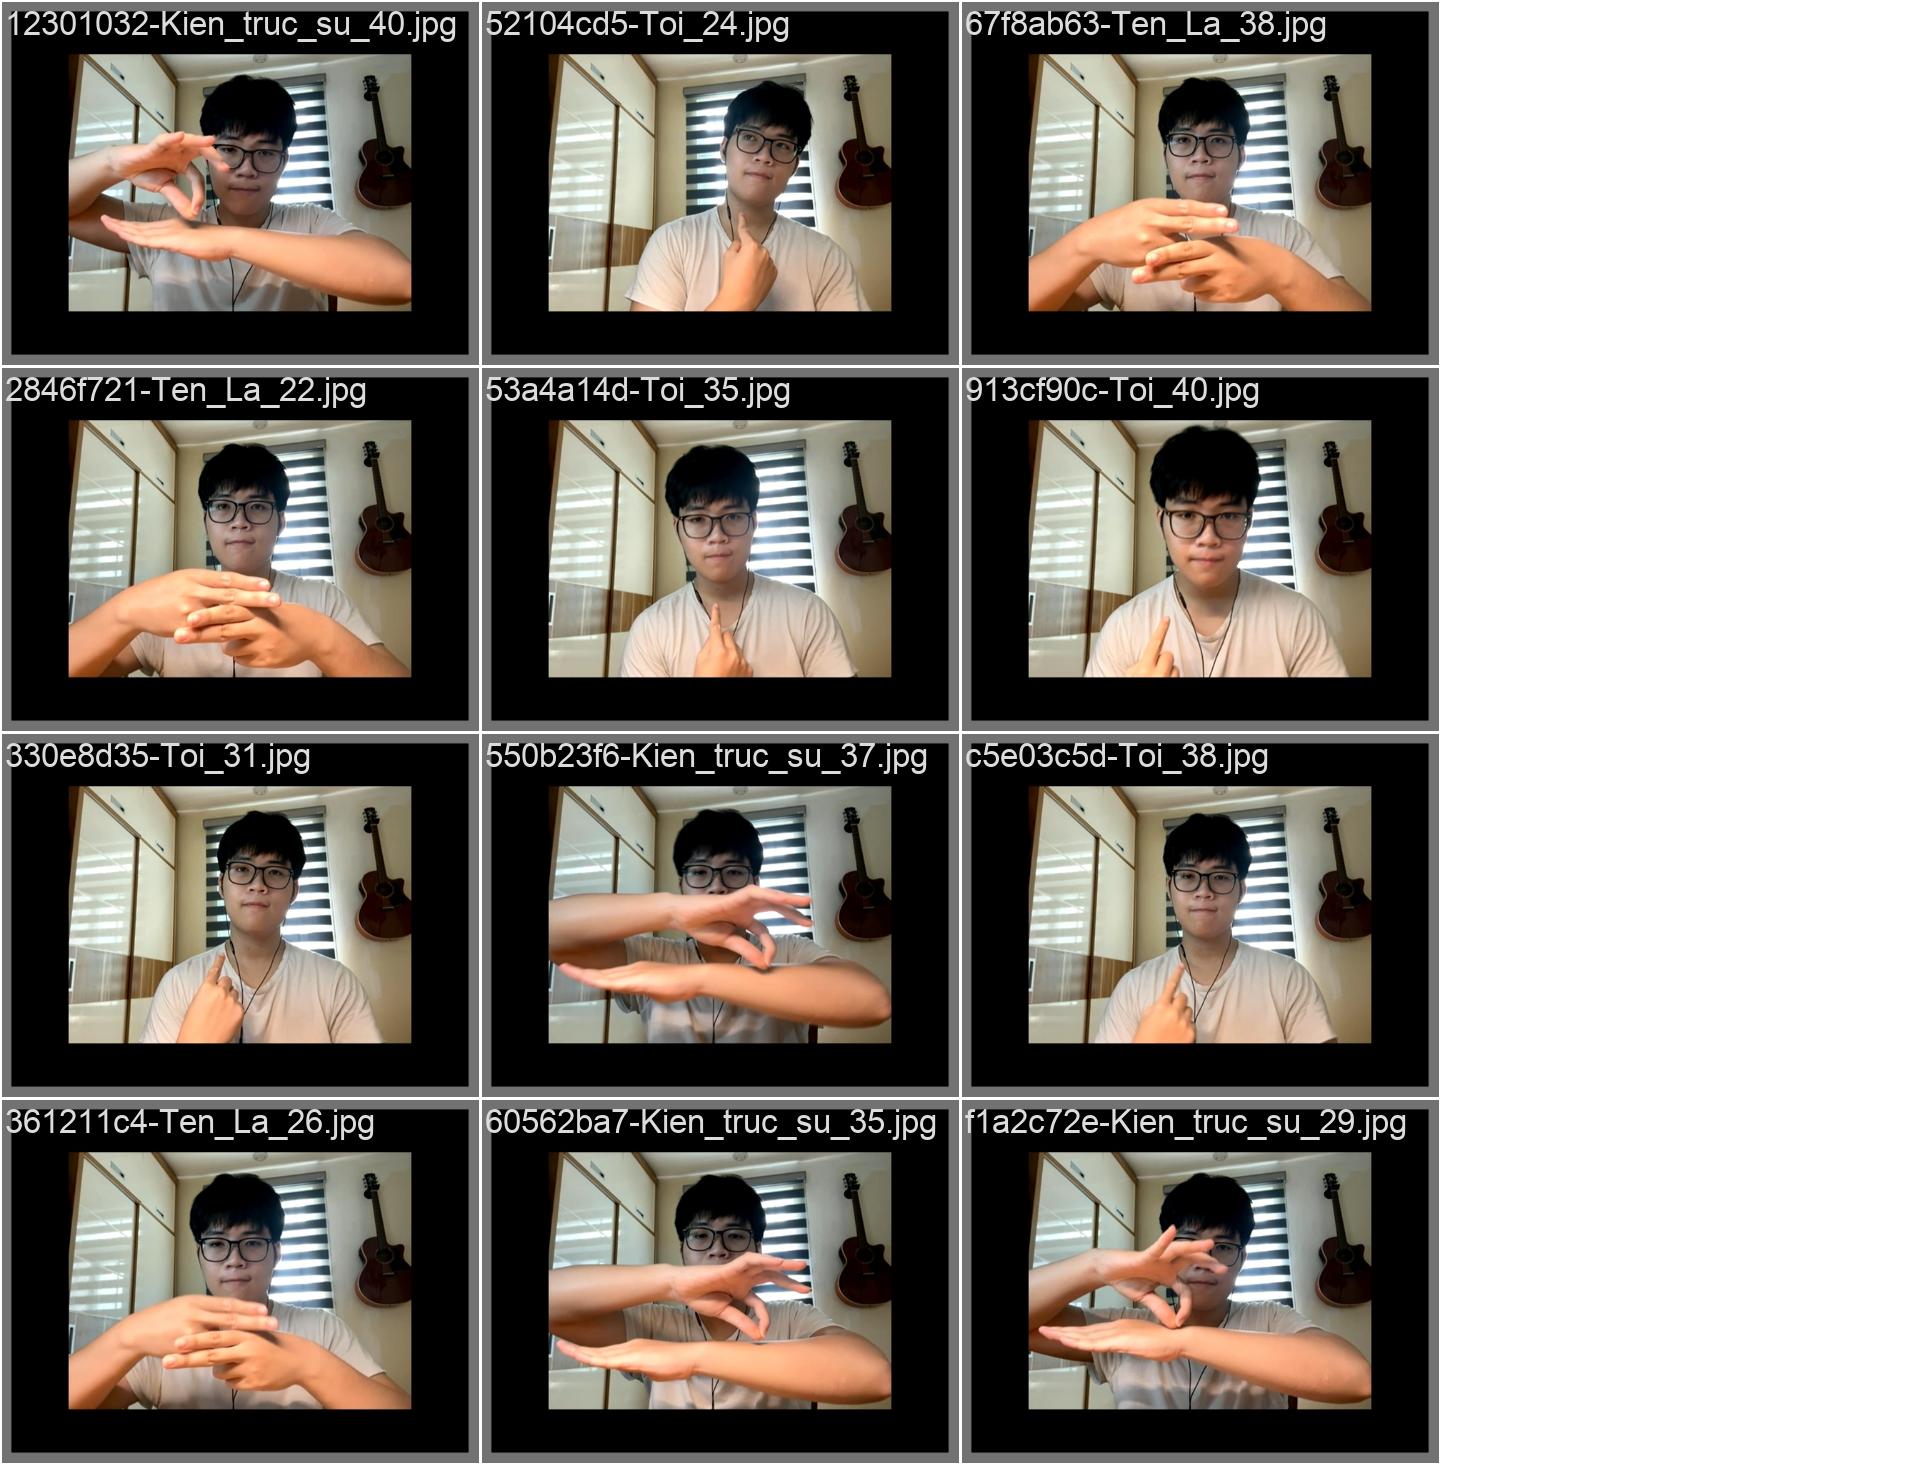 12301032-Kien_truc_su_40.jpg
52104cd5-Toi_24.jpg
67f8ab63-Ten_La_38.jpg
2846f721-Ten_La_22.jpg
53a4a14d-Toi_35.jpg
913cf90c-Toi_40.jpg
330e8d35-Toi_31.jpg
550b23f6-Kien_truc_su_37.jpg
c5e03c5d-Toi_38.jpg
361211c4-Ten_La_26.jpg
60562ba7-Kien_truc_su_35.jpg
f1a2c72e-Kien_truc_su_29.jpg